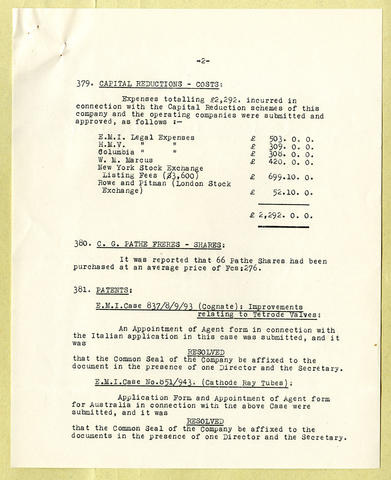 -2-
379. CAPITAL REDUCTIONS - COSTS:
Expenses totalling £2,292. incurred in
connection with the Capital Reduction schemes of this
company and the operating companies were submitted and
approved, as follows :-
E.M.I. Legal Expenses £ 503. 0. 0.
H.M.V. " " £ 309. 0. 0.
Columbia " " £ 308. 0. 0.
W. M. Marcus £ 420. 0. 0.
New York Stock Exchange
Listing Fees ($3,600) £ 699.10. 0.
Rowe and Pitman (London Stock
Exchange) £ 52.10. 0.
£ 2,292. 0. 0.
380. C. G. PATHE FRERES - SHARES:
It was reported that 66 Pathe Shares had been
purchased at an average price of Fcs:276.
381. PATENTS:
E.M.I.Case 837/8/9/93 (Cognate): Improvements
relating to Tetrode Valves:
An Appointment of Agent form in connection with
the Italian application in this case was submitted, and it
was
RESOLVED
that the Common Seal of the Company be affixed to the
document in the presence of one Director and the Secretary.
E.M.I.Case No.851/943. (Cathode Ray Tubes):
Application Form and Appointment of Agent form
for Australia in connection with the above Case were
submitted, and it was
RESOLVED
that the Common Seal of the Company be affixed to the
documents in the presence of one Director and the Secretary.